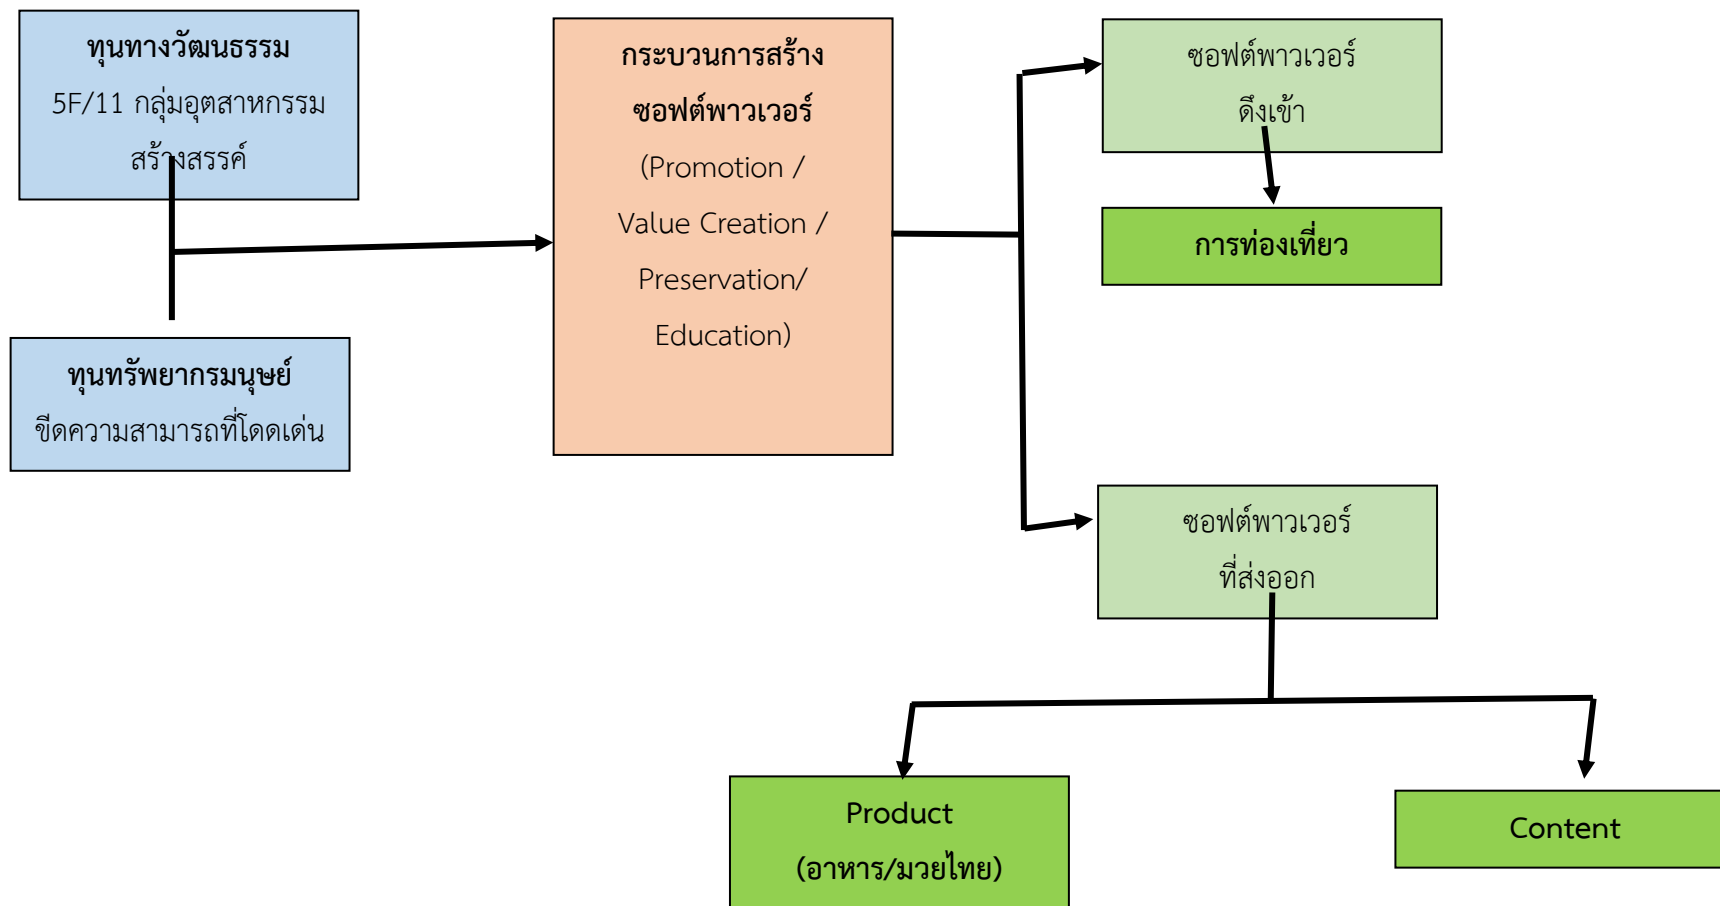 ทุนทางวัฒนธรรม
5F/11 กลุ่มอุตสาหกรรม
สร้างสรรค์
ทุนทรัพยากรมนุษย์
ขีดความสามารถที่โดดเด่น
กระบวนการสร้าง
ซอฟต์พาวเวอร์
(Promotion /
Value Creation /
Preservation/
Education)
ซอฟต์พาวเวอร์
ดึงเข้า
การท่องเที่ยว
ซอฟต์พาวเวอร์
ที่ส่งออก
Product
(อาหาร/มวยไทย)
Content